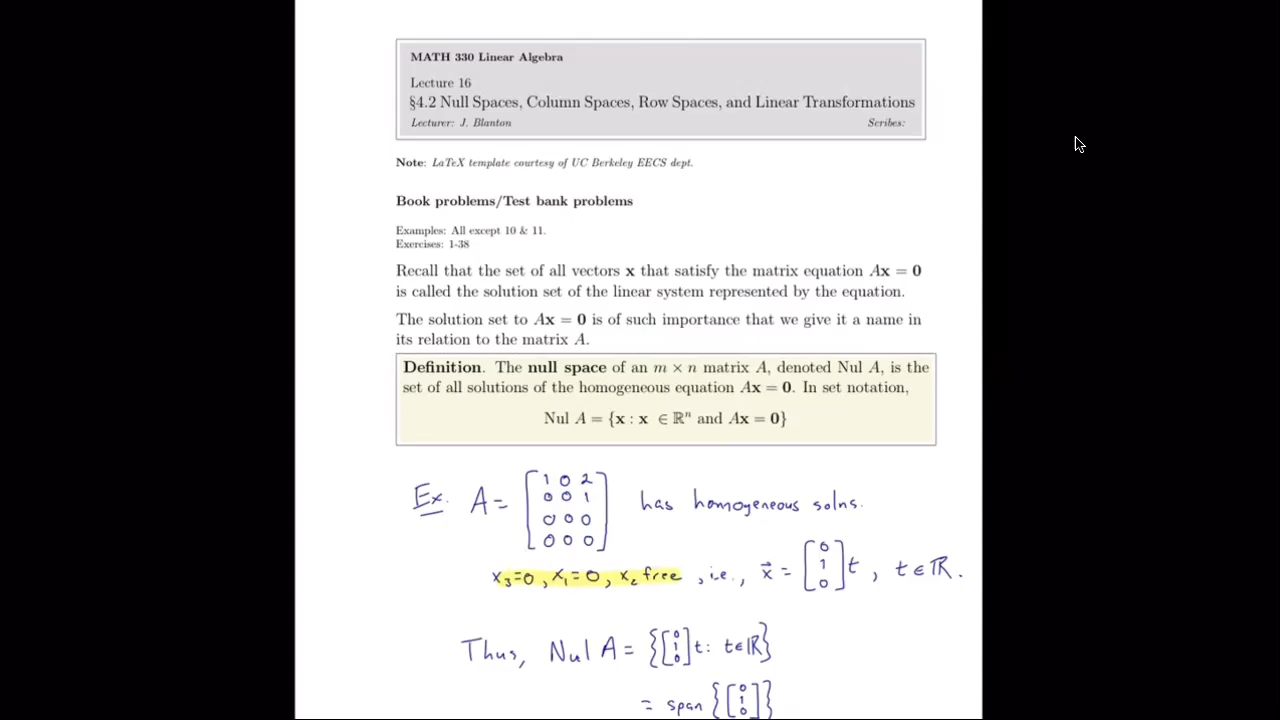 MATH 330 Linear Algebra
Lecture 16
§4.2 Null Spaces, Column Spaces, Row Spaces, and Linear Transformations
Lecturer: J. Blanton Scribes:
Note: LaTeX template courtesy of UC Berkeley EECS dept.
Book problems/Test bank problems
Examples: All except 10 & 11.
Exercises: 1-38
Recall that the set of all vectors x that satisfy the matrix equation Ax = 0
is called the solution set of the linear system represented by the equation.
The solution set to Ax = 0 is of such importance that we give it a name in
its relation to the matrix A.
Definition. The null space of an m × n matrix A, denoted Nul A, is the
set of all solutions of the homogeneous equation Ax = 0. In set notation,
Nul A = {x : x ∈ ℝⁿ and Ax = 0}
Ex. A = [1 0 2; 0 0 1; 0 0 0; 0 0 0] has homogeneous solns.
x₃=0, x₁=0, x₂ free, i.e., x⃗ = [0; 1; 0] t, t∈ℝ.
Thus, Nul A = {[0; 1; 0] t: t∈ℝ}
= span {[0; 1; 0]}